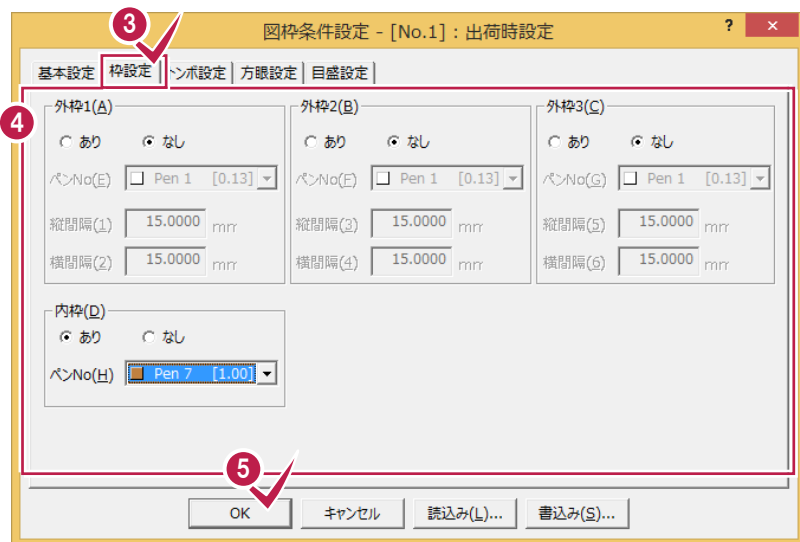 3
図枠条件設定 - [No.1] : 出荷時設定 ? ×
基本設定 枠設定 トンボ設定 方眼設定 目盛設定
4
外枠1(A) 外枠2(B) 外枠3(C)
あり なし あり なし あり なし
ペンNo(E) Pen 1 [0.13] ペンNo(F) Pen 1 [0.13] ペンNo(G) Pen 1 [0.13]
縦間隔(1) 15.0000 mm 縦間隔(3) 15.0000 mm 縦間隔(5) 15.0000 mm
横間隔(2) 15.0000 mm 横間隔(4) 15.0000 mm 横間隔(6) 15.0000 mm
内枠(D)
あり なし
ペンNo(H) Pen 7 [1.00]
5
OK キャンセル 読込み(L)... 書込み(S)...